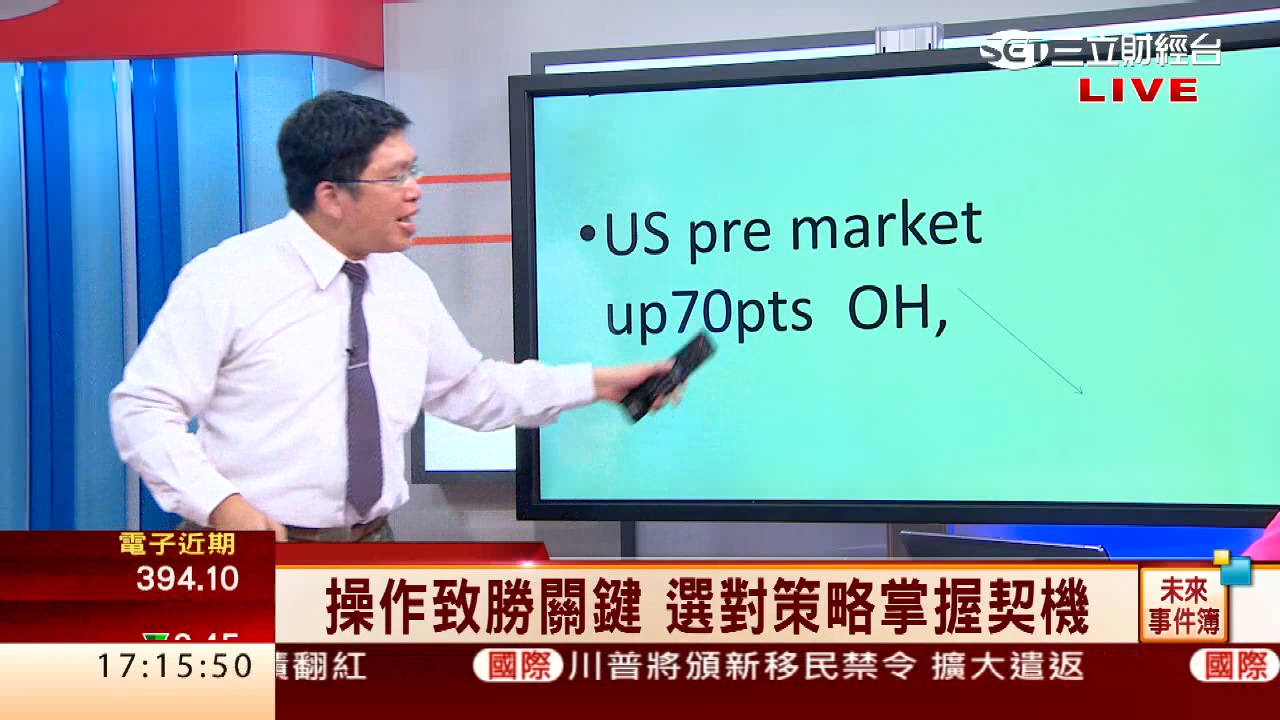 SET 三立財經台
LIVE
•US pre market
up70pts OH,
電子近期
394.10
操作致勝關鍵 選對策略掌握契機
未來
事件簿
17:15:50
翻紅 國際 川普將頒新移民禁令 擴大遣返 國際